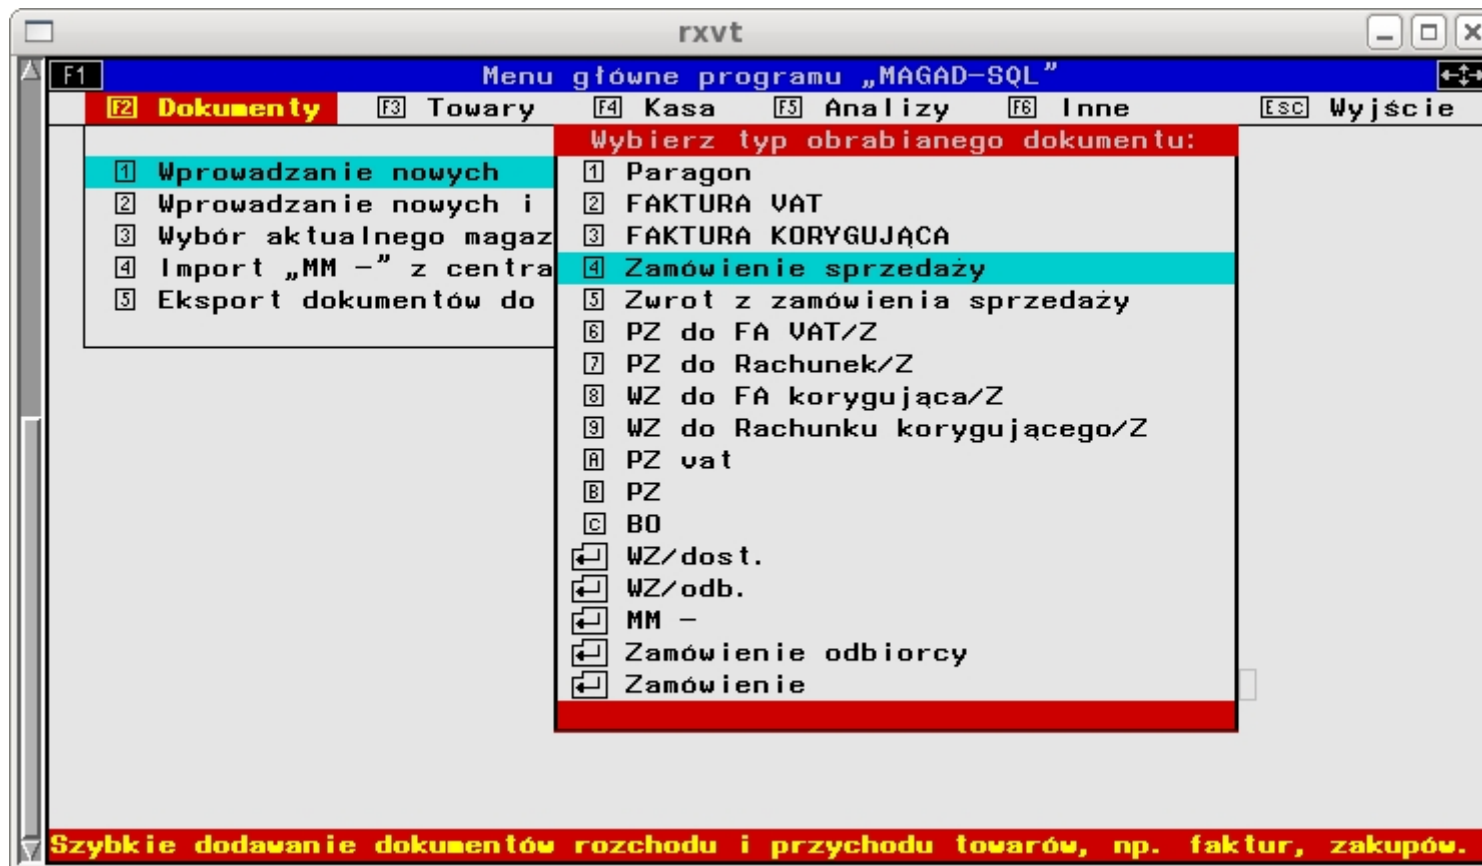 rxvt
F1 Menu główne programu „MAGAD-SQL”
F2 Dokumenty F3 Towary F4 Kasa F5 Analizy F6 Inne ESC Wyjście
Wybierz typ obrabianego dokumentu:
1 Wprowadzanie nowych
2 Wprowadzanie nowych i
3 Wybór aktualnego magaz
4 Import „MM -” z centra
5 Eksport dokumentów do
1 Paragon
2 FAKTURA VAT
3 FAKTURA KORYGUJĄCA
4 Zamówienie sprzedaży
5 Zwrot z zamówienia sprzedaży
6 PZ do FA VAT/Z
7 PZ do Rachunek/Z
8 WZ do FA korygująca/Z
9 WZ do Rachunku korygującego/Z
A PZ vat
B PZ
C BO
WZ/dost.
WZ/odb.
MM -
Zamówienie odbiorcy
Zamówienie
Szybkie dodawanie dokumentów rozchodu i przychodu towarów, np. faktur, zakupów.